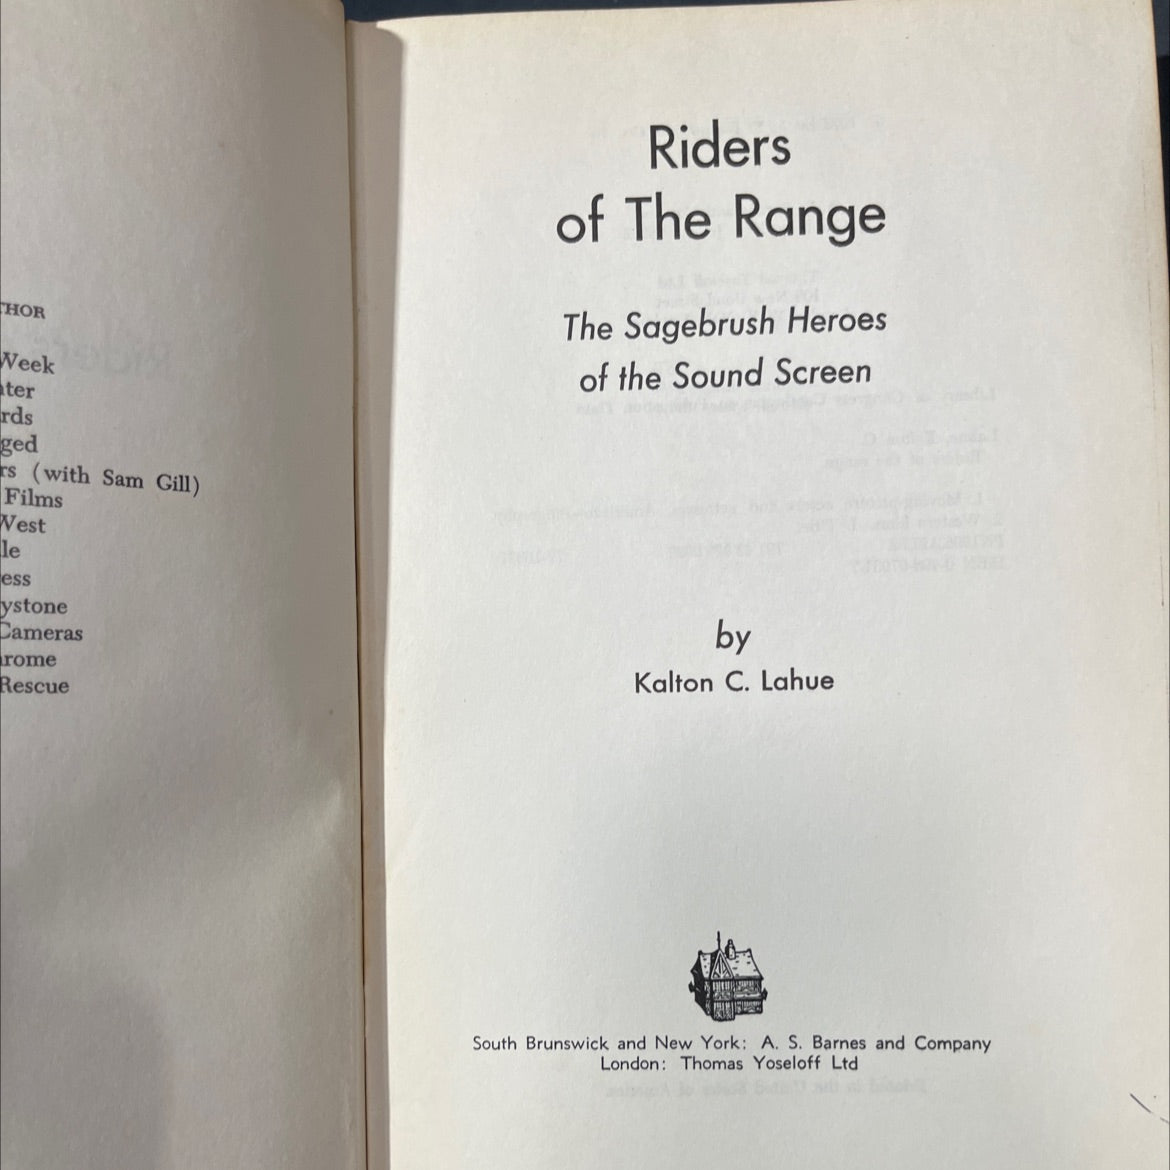 THOR
Week
ter
rds
ged
rs (with Sam Gill)
Films
West
le
ess
ystone
Cameras
rome
Rescue
Riders
of The Range
The Sagebrush Heroes
of the Sound Screen
by
Kalton C. Lahue
South Brunswick and New York: A. S. Barnes and Company
London: Thomas Yoseloff Ltd